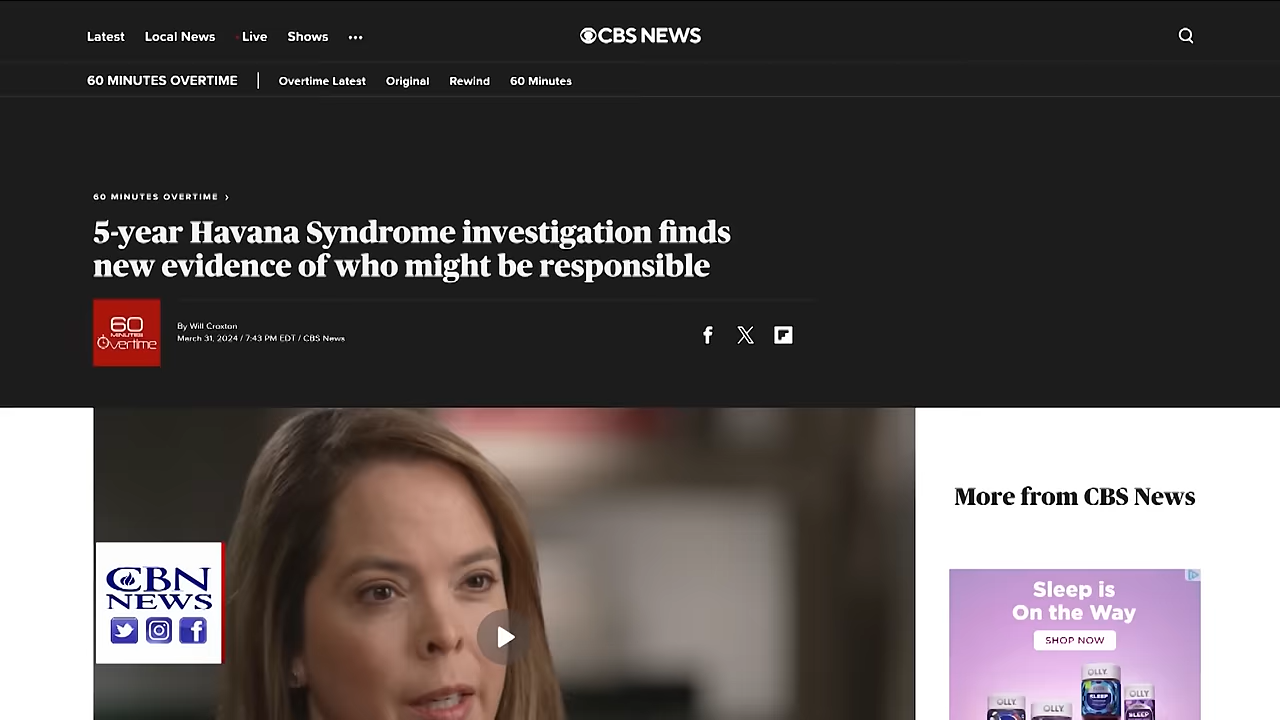 Latest Local News Live Shows
CBS NEWS
60 MINUTES OVERTIME
Overtime Latest Original Rewind 60 Minutes
60 MINUTES OVERTIME
5-year Havana Syndrome investigation finds
new evidence of who might be responsible
60
MINUTES
Overtime
By Will Croxton
March 31, 2024 / 7:43 PM EDT / CBS News
More from CBS News
CBN
NEWS
Sleep is
On the Way
SHOP NOW
OLLY
OLLY
OLLY
OLLY
SLEEP
SLEEP